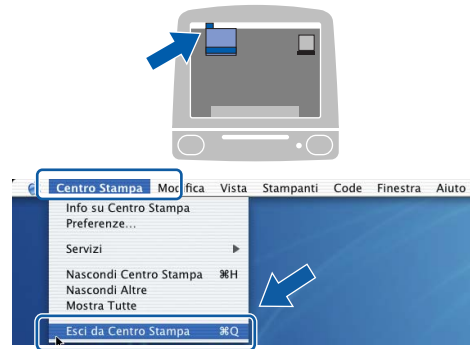 Centro Stampa Modifica Vista Stampanti Code Finestra Aiuto
Info su Centro Stampa
Preferenze...
Servizi
Nascondi Centro Stampa ⌘H
Nascondi Altre
Mostra Tutte
Esci da Centro Stampa ⌘Q